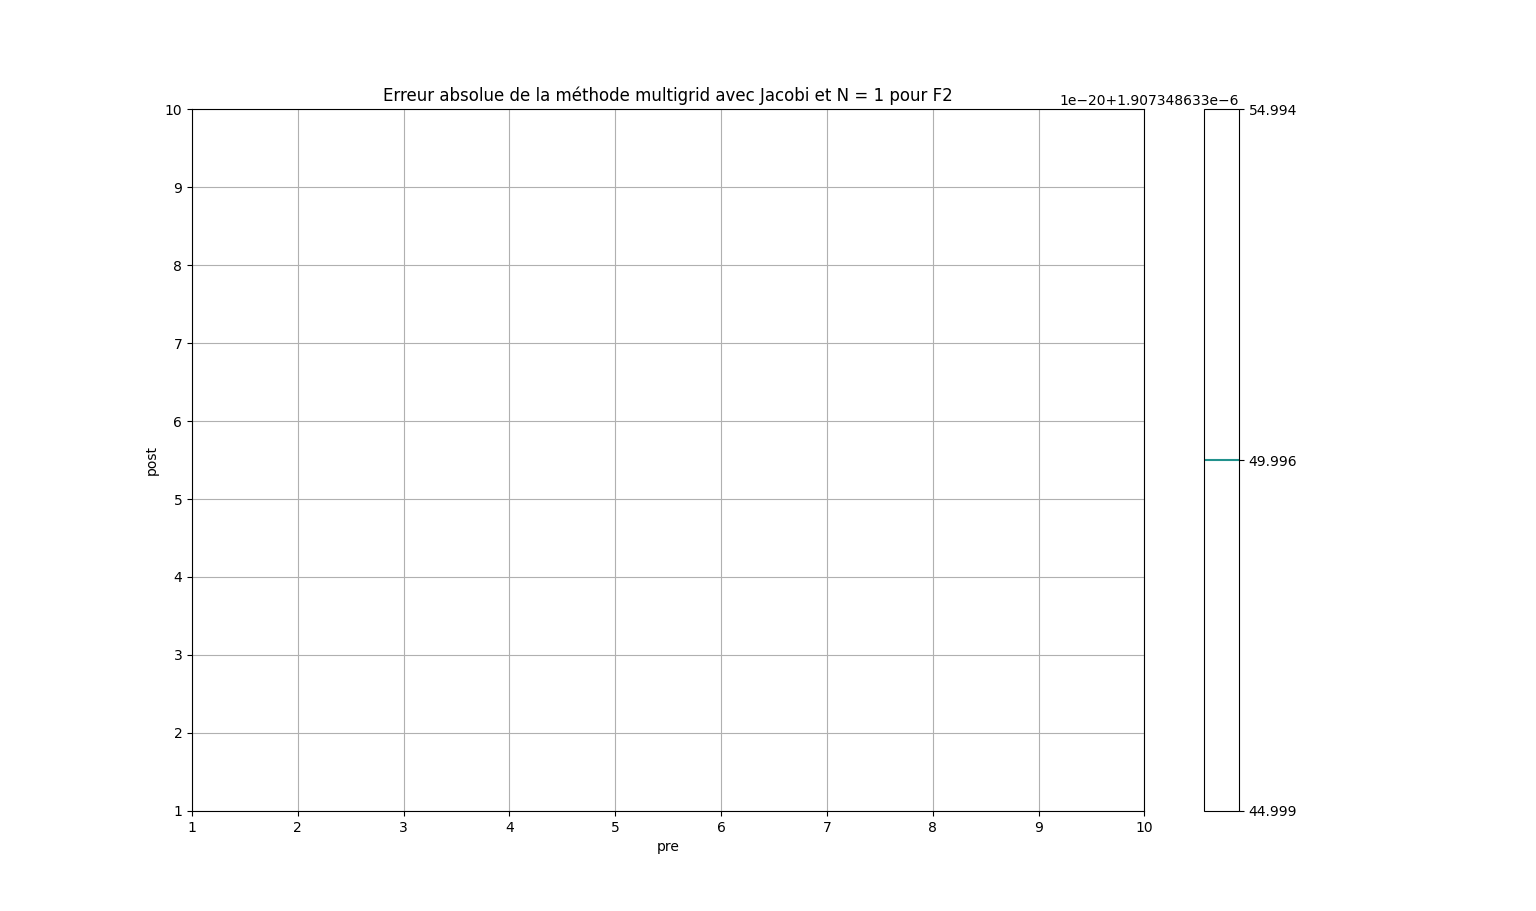 Erreur absolue de la méthode multigrid avec Jacobi et N = 1 pour F2
1e−20+1.907348633e−6
10
9
8
7
6
5
4
3
2
1
post
1 2 3 4 5 6 7 8 9 10
pre
54.994
49.996
44.999